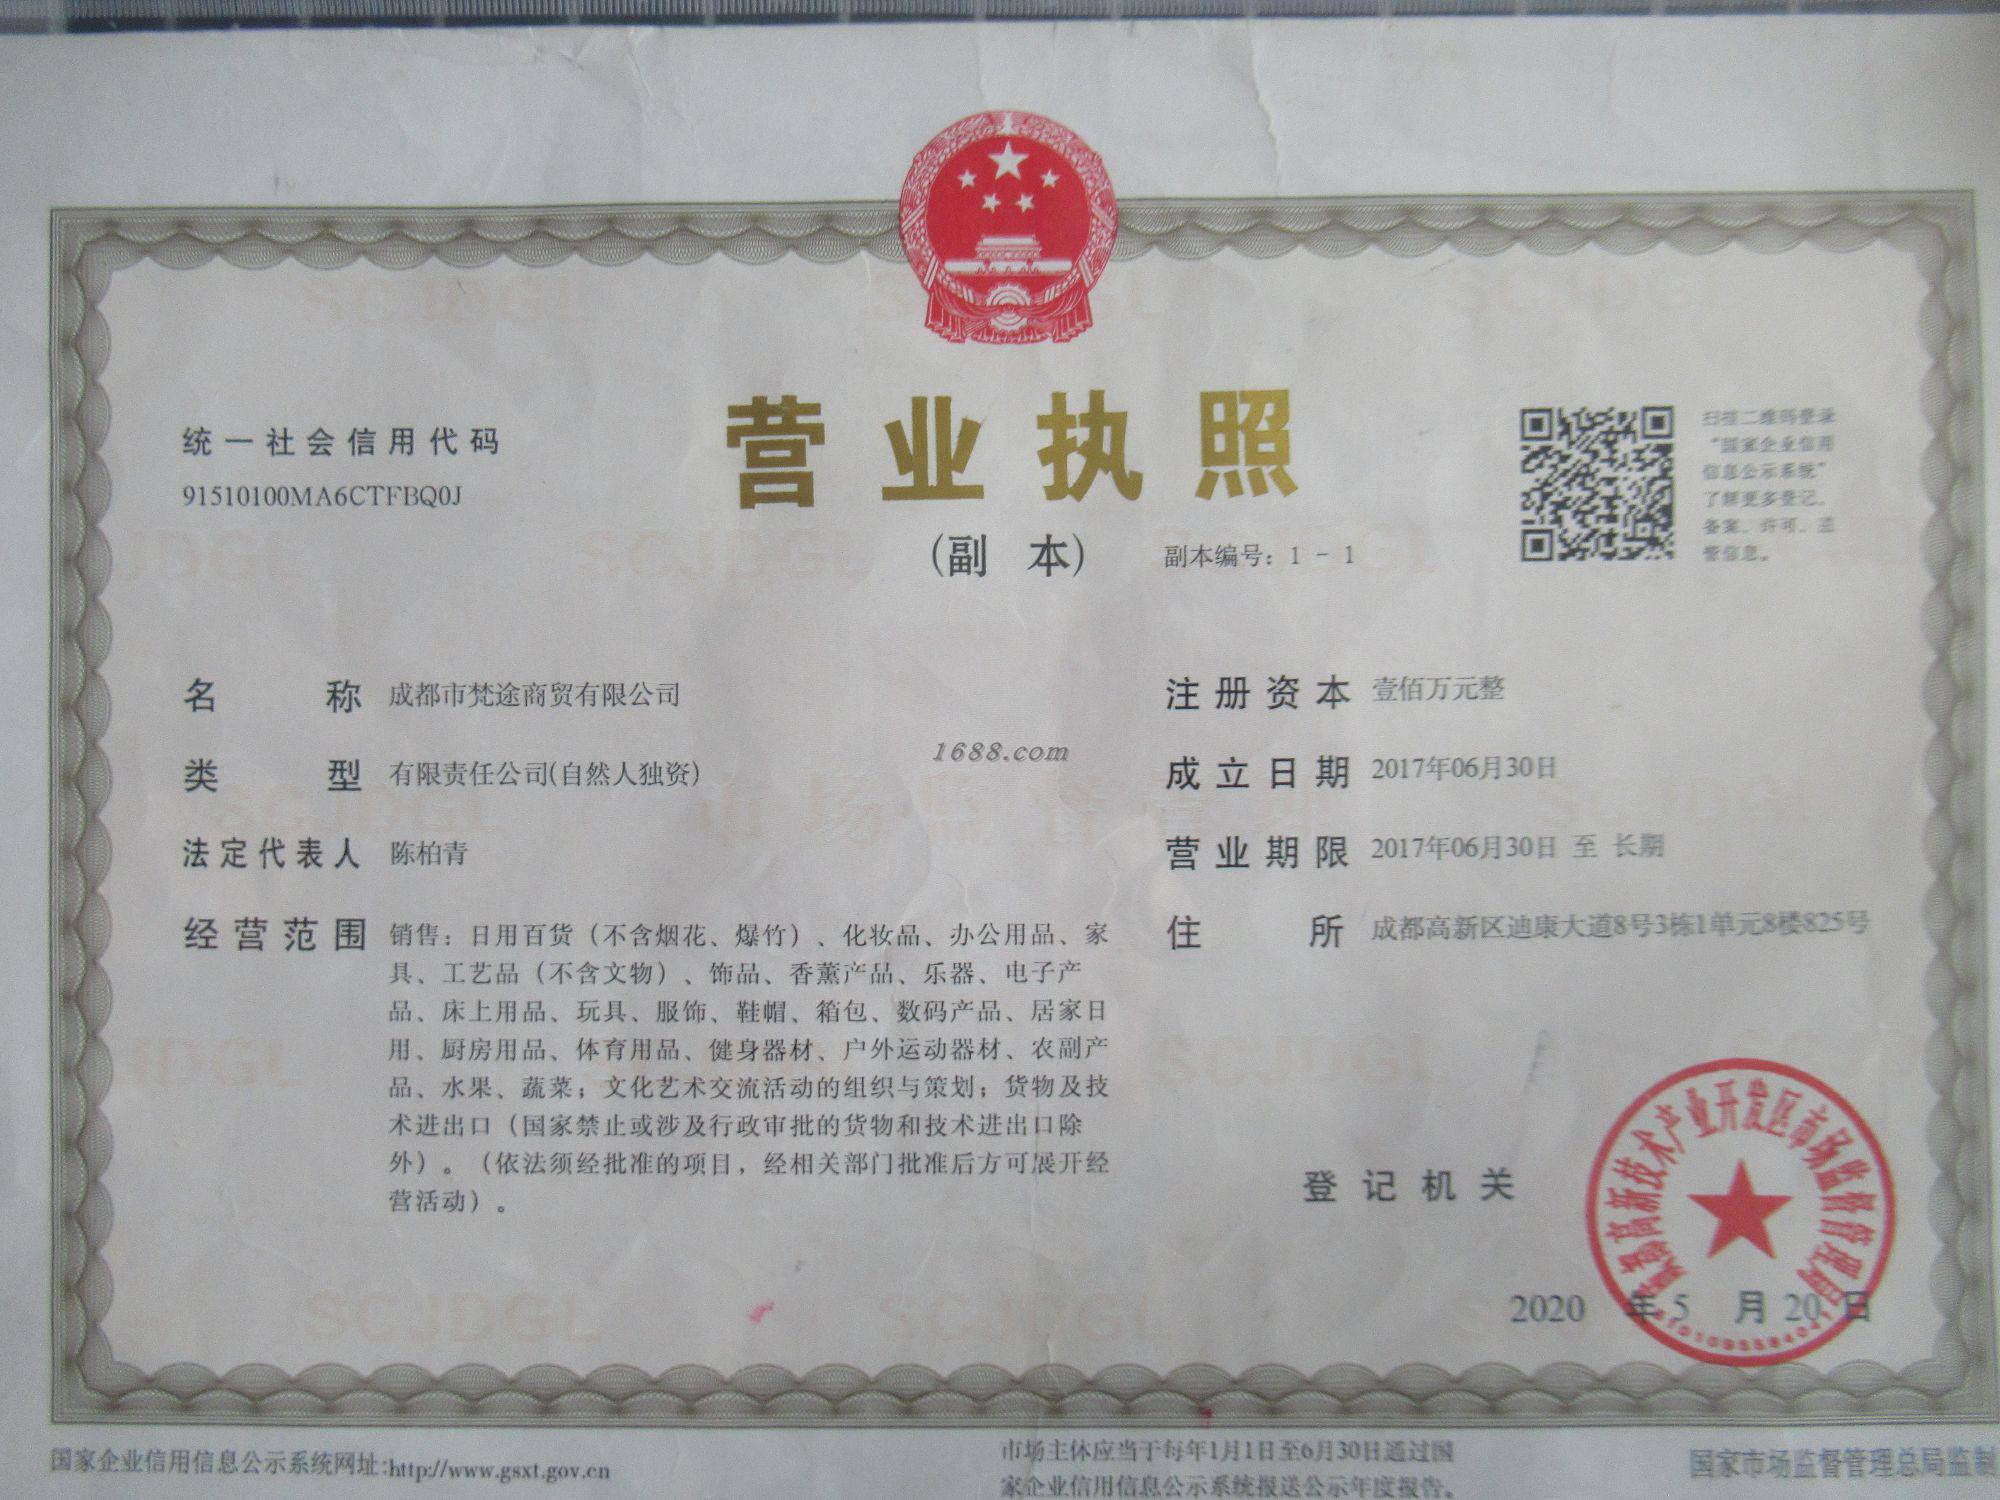 营业执照
(副 本)
副本编号：1 - 1
统一社会信用代码
91510100MA6CTFBQ0J
扫描二维码登录
“国家企业信用
信息公示系统”
了解更多登记、
备案、许可、监
管信息。
名 称 成都市梵途商贸有限公司
类 型 有限责任公司(自然人独资)
法定代表人 陈柏青
经营范围 销售：日用百货（不含烟花、爆竹）、化妆品、办公用品、家
具、工艺品（不含文物）、饰品、香薰产品、乐器、电子产
品、床上用品、玩具、服饰、鞋帽、箱包、数码产品、居家日
用、厨房用品、体育用品、健身器材、户外运动器材、农副产
品、水果、蔬菜；文化艺术交流活动的组织与策划；货物及技
术进出口（国家禁止或涉及行政审批的货物和技术进出口除
外）。（依法须经批准的项目，经相关部门批准后方可展开经
营活动）。
1688.com
注册资本 壹佰万元整
成立日期 2017年06月30日
营业期限 2017年06月30日 至 长期
住 所 成都高新区迪康大道8号3栋1单元8楼825号
登记机关
高新技术产业开发区市场监督管理局
2020 年 5 月 20 日
国家企业信用信息公示系统网址:http://www.gsxt.gov.cn
市场主体应当于每年1月1日至6月30日通过国
家企业信用信息公示系统报送公示年度报告。
国家市场监督管理总局监制